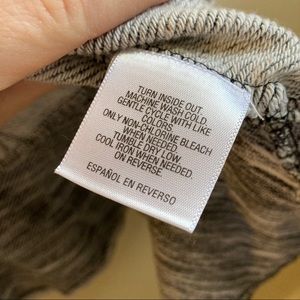 TURN INSIDE OUT.
MACHINE WASH COLD.
GENTLE CYCLE WITH LIKE
COLORS.
ONLY NON-CHLORINE BLEACH
WHEN NEEDED.
TUMBLE DRY LOW.
COOL IRON WHEN NEEDED.
ON REVERSE
ESPAÑOL EN REVERSO